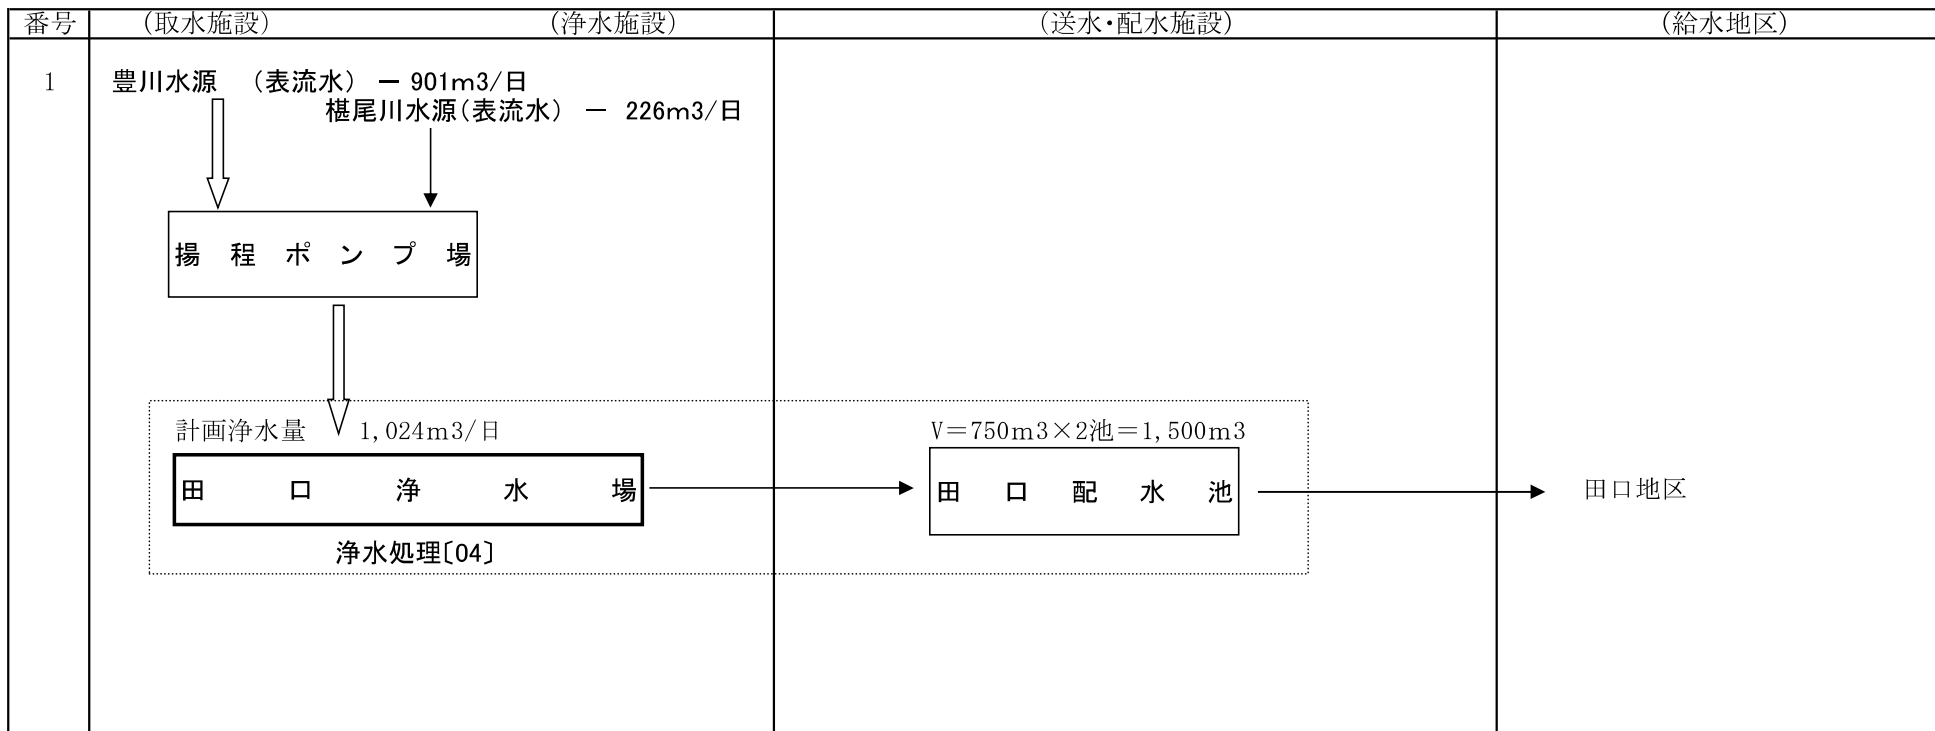 番号 (取水施設) (浄水施設) (送水・配水施設) (給水地区)
1 豊川水源 (表流水) ー 901m3/日
椹尾川水源(表流水) ー 226m3/日
揚程ポンプ場
計画浄水量 1,024m3/日 V=750m3×2池=1,500m3
田口浄水場 田口配水池 田口地区
浄水処理〔04〕